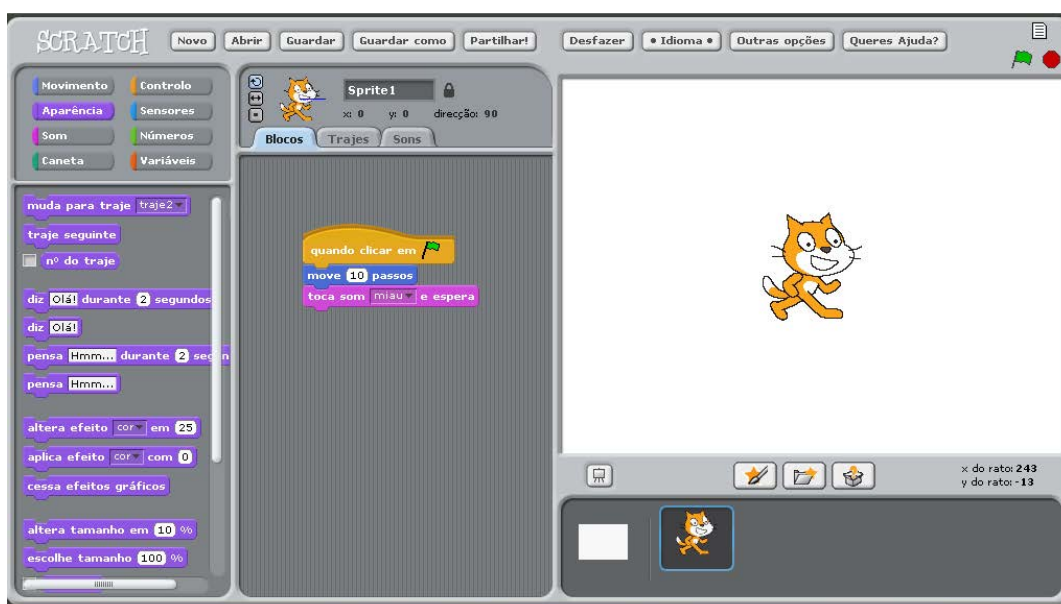 SCRATCH
Novo
Abrir
Guardar
Guardar como
Partilhar!
Desfazer
• Idioma •
Outras opções
Queres Ajuda?
Movimento
Controlo
Aparência
Sensores
Som
Números
Caneta
Variáveis
muda para traje traje2
traje seguinte
nº do traje
diz Olá! durante 2 segundos
diz Olá!
pensa Hmm... durante 2
pensa Hmm...
altera efeito cor em 25
aplica efeito cor com 0
cessa efeitos gráficos
altera tamanho em 10 %
escolhe tamanho 100 %
Sprite1
x: 0 y: 0 direcção: 90
Blocos
Trajes
Sons
quando clicar em
move 10 passos
toca som miau e espera
x do rato: 243
y do rato: -13